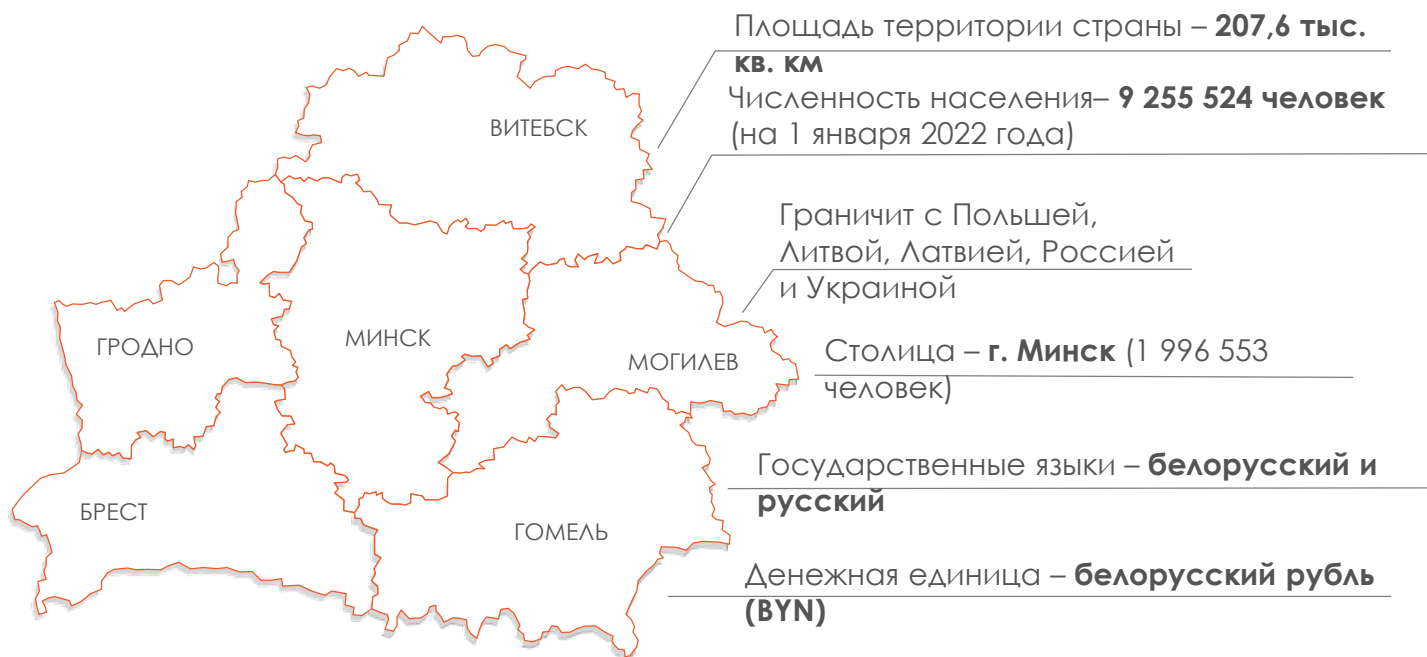 Площадь территории страны – 207,6 тыс.
кв. км
Численность населения– 9 255 524 человек
(на 1 января 2022 года)
ВИТЕБСК
Граничит с Польшей,
Литвой, Латвией, Россией
и Украиной
ГРОДНО
МИНСК
МОГИЛЕВ
Столица – г. Минск (1 996 553
человек)
Государственные языки – белорусский и
русский
БРЕСТ
ГОМЕЛЬ
Денежная единица – белорусский рубль
(BYN)